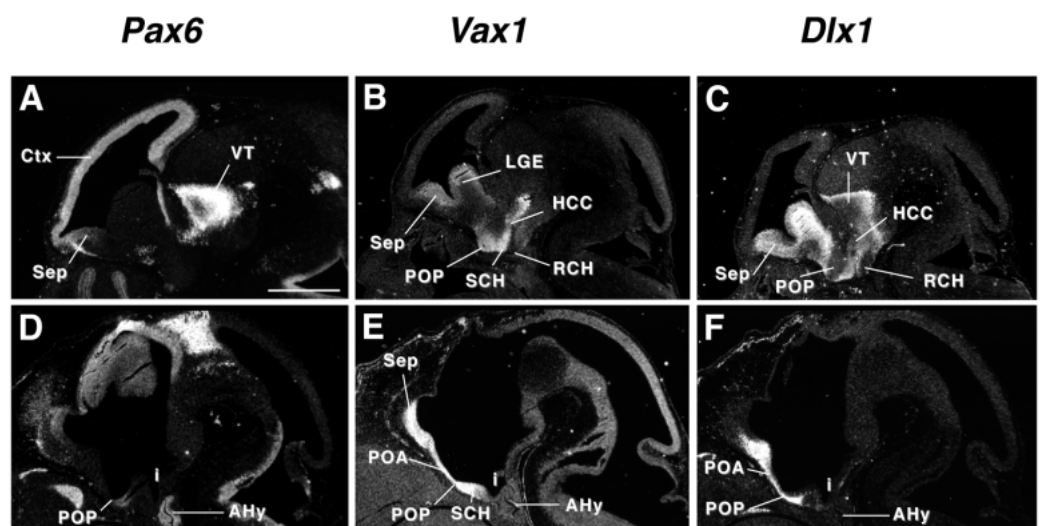 Pax6 Vax1 Dlx1
A B C
Ctx VT
Sep
LGE
HCC
Sep
POP SCH RCH
VT
HCC
Sep
POP RCH
D E F
i
POP AHy
Sep
POA i
POP SCH AHy
POA i
POP AHy